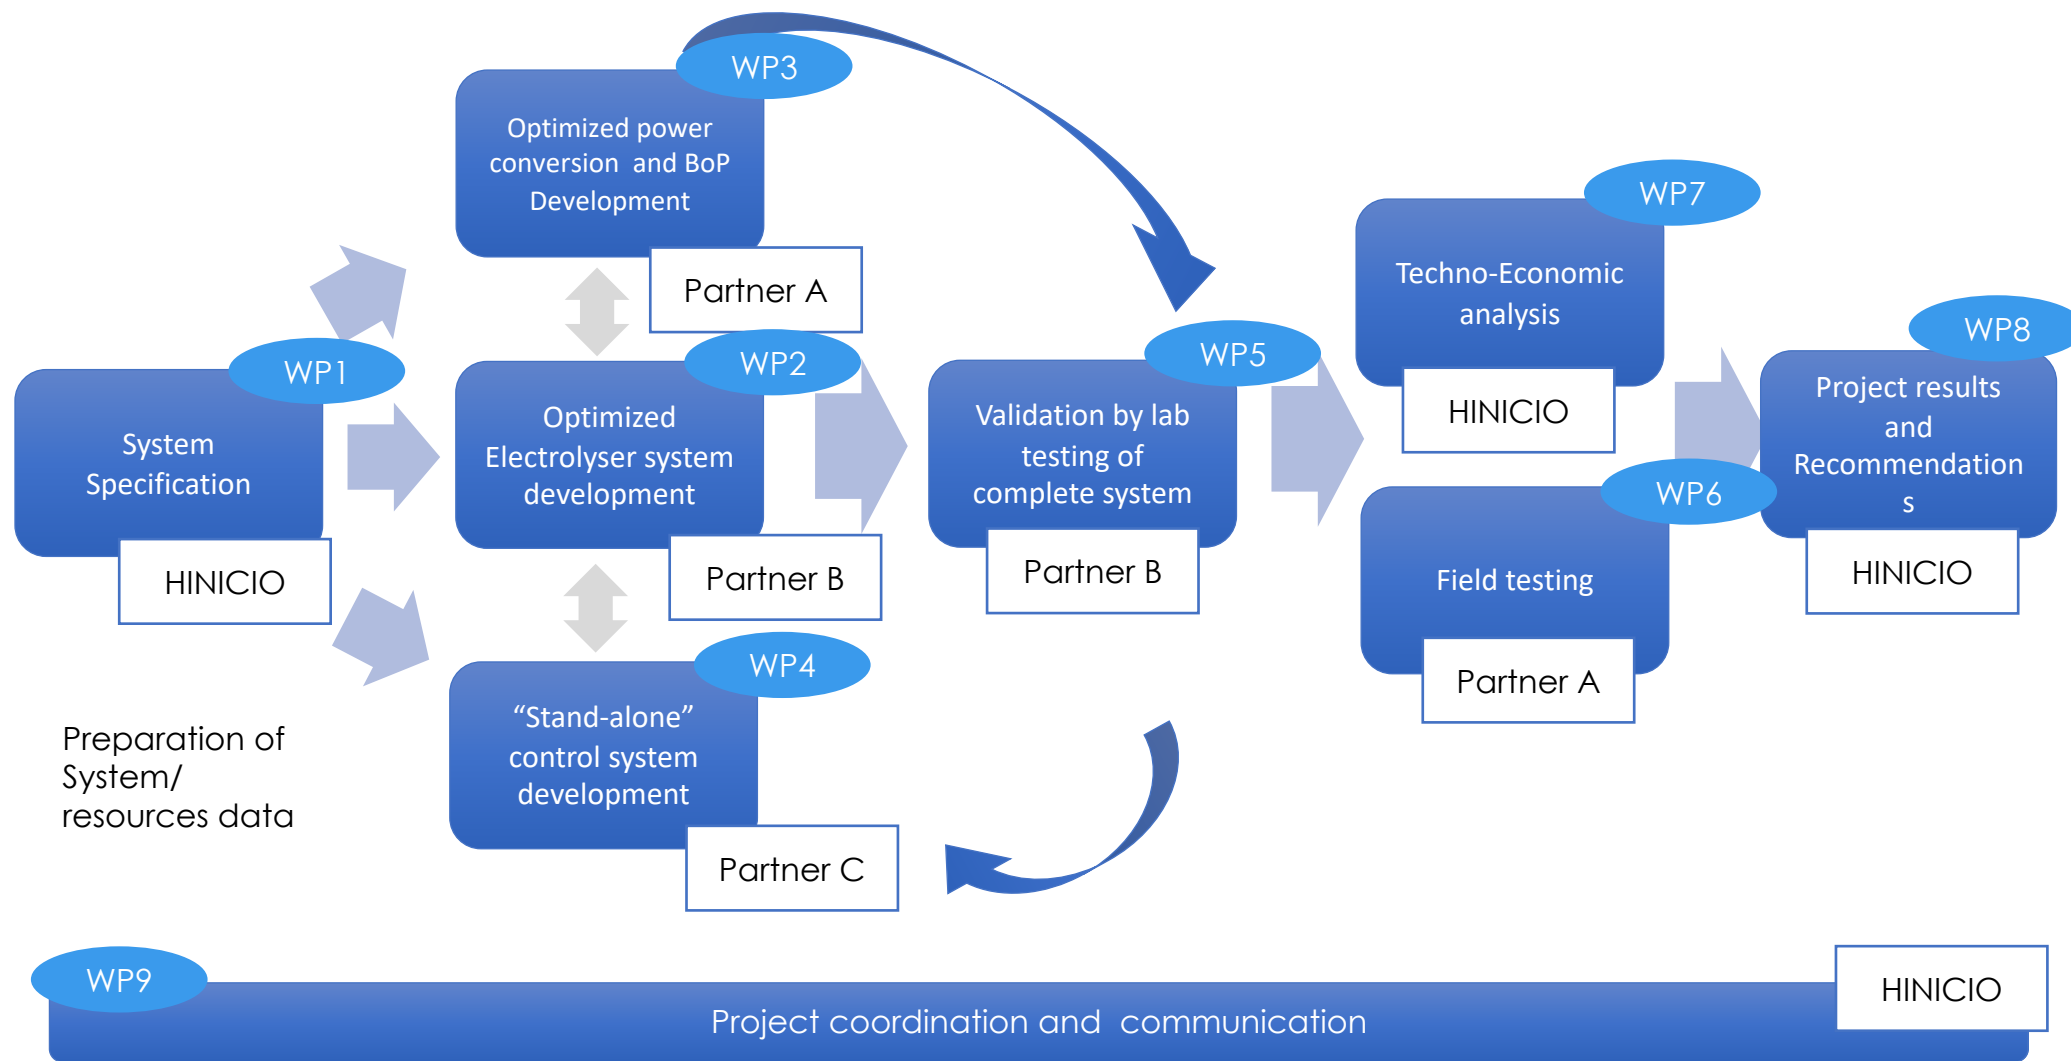 WP3
Optimized power
conversion and BoP
Development
Partner A
WP1
System
Specification
HINICIO
WP2
Optimized
Electrolyser system
development
Partner B
WP4
“Stand-alone”
control system
development
Partner C
Preparation of
System/
resources data
WP5
Validation by lab
testing of
complete system
Partner B
WP7
Techno-Economic
analysis
HINICIO
WP6
Field testing
Partner A
WP8
Project results
and
Recommendation
s
HINICIO
WP9
Project coordination and communication
HINICIO